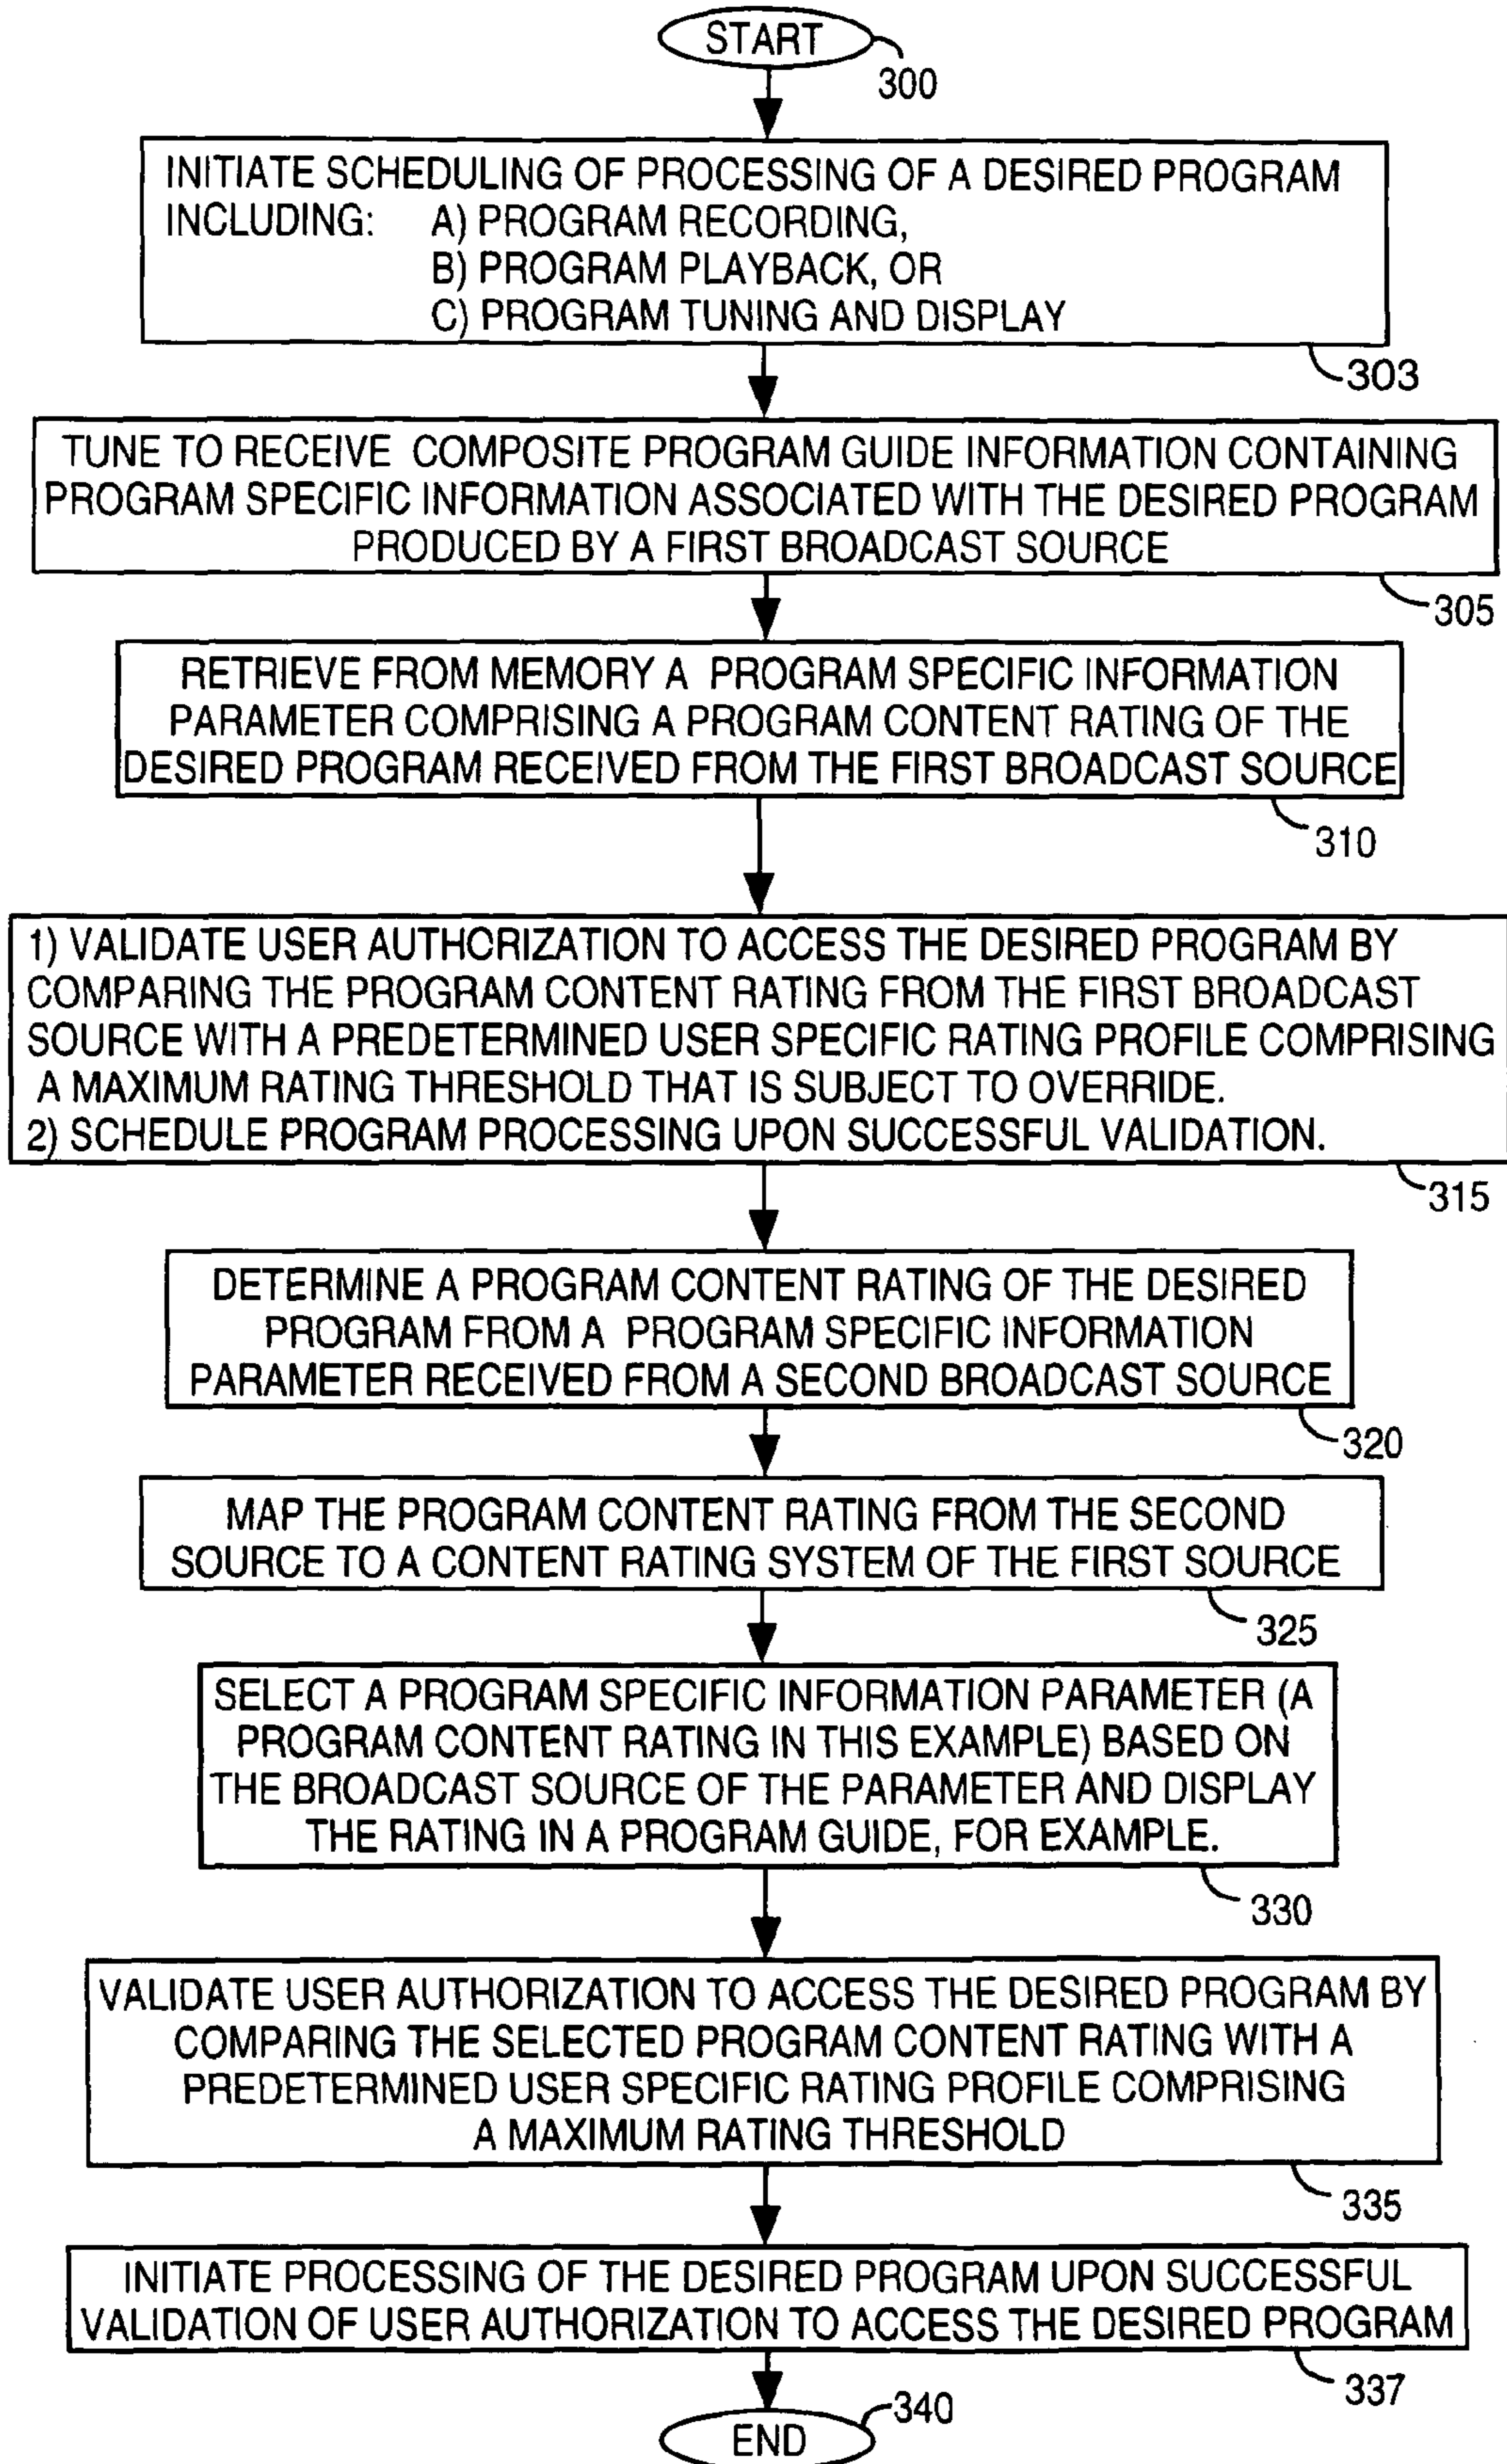 START
300
INITIATE SCHEDULING OF PROCESSING OF A DESIRED PROGRAM
INCLUDING: A) PROGRAM RECORDING,
B) PROGRAM PLAYBACK, OR
C) PROGRAM TUNING AND DISPLAY
303
TUNE TO RECEIVE COMPOSITE PROGRAM GUIDE INFORMATION CONTAINING
PROGRAM SPECIFIC INFORMATION ASSOCIATED WITH THE DESIRED PROGRAM
PRODUCED BY A FIRST BROADCAST SOURCE
305
RETRIEVE FROM MEMORY A PROGRAM SPECIFIC INFORMATION
PARAMETER COMPRISING A PROGRAM CONTENT RATING OF THE
DESIRED PROGRAM RECEIVED FROM THE FIRST BROADCAST SOURCE
310
1) VALIDATE USER AUTHORIZATION TO ACCESS THE DESIRED PROGRAM BY
COMPARING THE PROGRAM CONTENT RATING FROM THE FIRST BROADCAST
SOURCE WITH A PREDETERMINED USER SPECIFIC RATING PROFILE COMPRISING
A MAXIMUM RATING THRESHOLD THAT IS SUBJECT TO OVERRIDE.
2) SCHEDULE PROGRAM PROCESSING UPON SUCCESSFUL VALIDATION.
315
DETERMINE A PROGRAM CONTENT RATING OF THE DESIRED
PROGRAM FROM A PROGRAM SPECIFIC INFORMATION
PARAMETER RECEIVED FROM A SECOND BROADCAST SOURCE
320
MAP THE PROGRAM CONTENT RATING FROM THE SECOND
SOURCE TO A CONTENT RATING SYSTEM OF THE FIRST SOURCE
325
SELECT A PROGRAM SPECIFIC INFORMATION PARAMETER (A
PROGRAM CONTENT RATING IN THIS EXAMPLE) BASED ON
THE BROADCAST SOURCE OF THE PARAMETER AND DISPLAY
THE RATING IN A PROGRAM GUIDE, FOR EXAMPLE.
330
VALIDATE USER AUTHORIZATION TO ACCESS THE DESIRED PROGRAM BY
COMPARING THE SELECTED PROGRAM CONTENT RATING WITH A
PREDETERMINED USER SPECIFIC RATING PROFILE COMPRISING
A MAXIMUM RATING THRESHOLD
335
INITIATE PROCESSING OF THE DESIRED PROGRAM UPON SUCCESSFUL
VALIDATION OF USER AUTHORIZATION TO ACCESS THE DESIRED PROGRAM
337
340
END